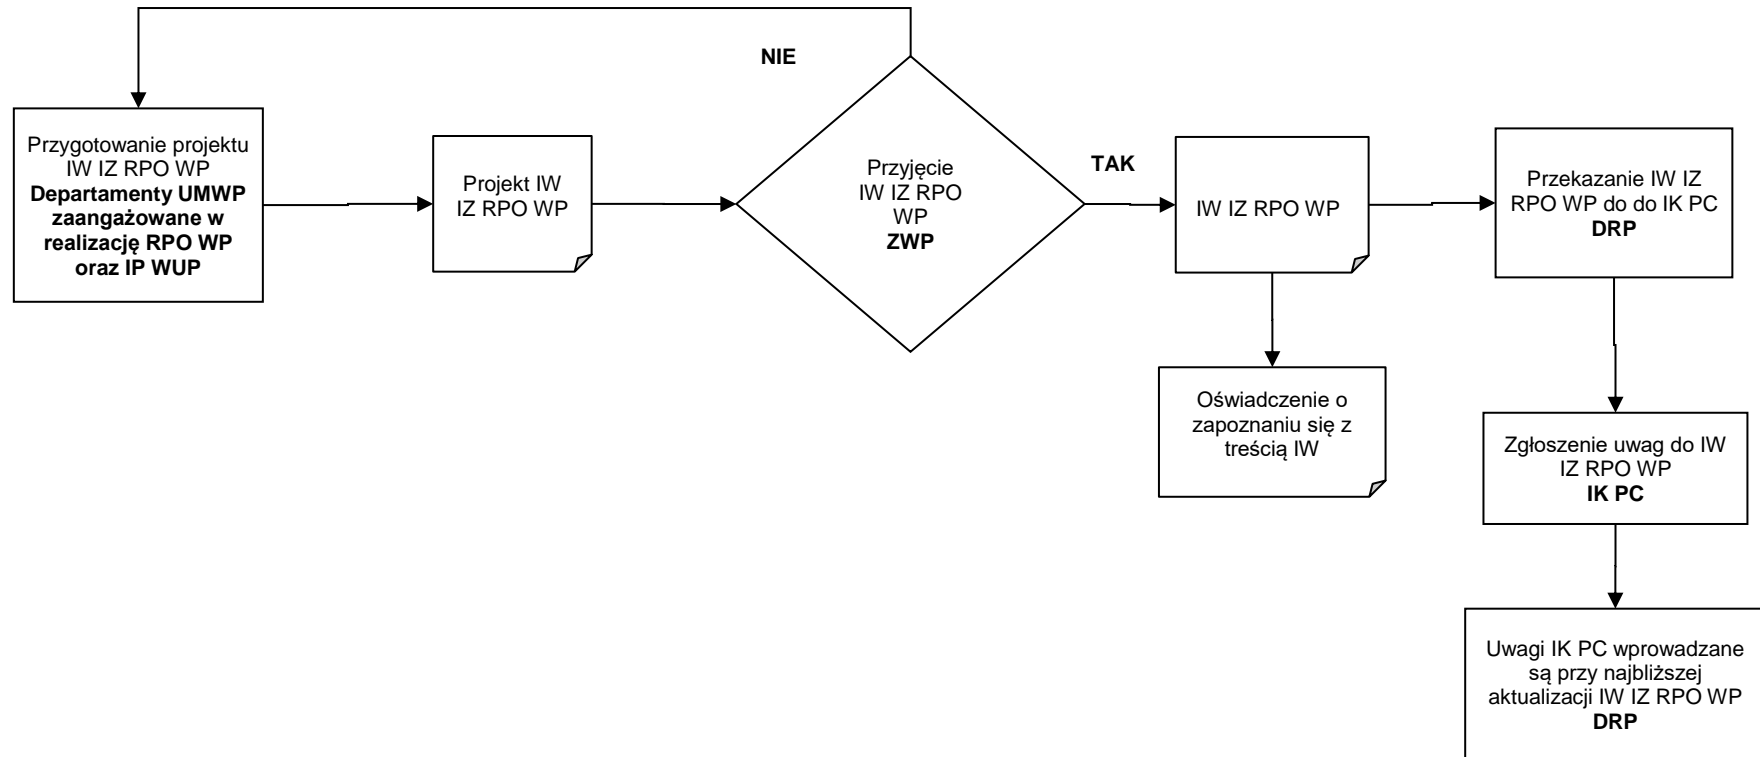 NIE
Przygotowanie projektu
IW IZ RPO WP
Departamenty UMWP
zaangażowane w
realizację RPO WP
oraz IP WUP
Projekt IW
IZ RPO WP
Przyjęcie
IW IZ RPO
WP
ZWP
TAK
IW IZ RPO WP
Przekazanie IW IZ
RPO WP do do IK PC
DRP
Oświadczenie o
zapoznaniu się z
treścią IW
Zgłoszenie uwag do IW
IZ RPO WP
IK PC
Uwagi IK PC wprowadzane
są przy najbliższej
aktualizacji IW IZ RPO WP
DRP